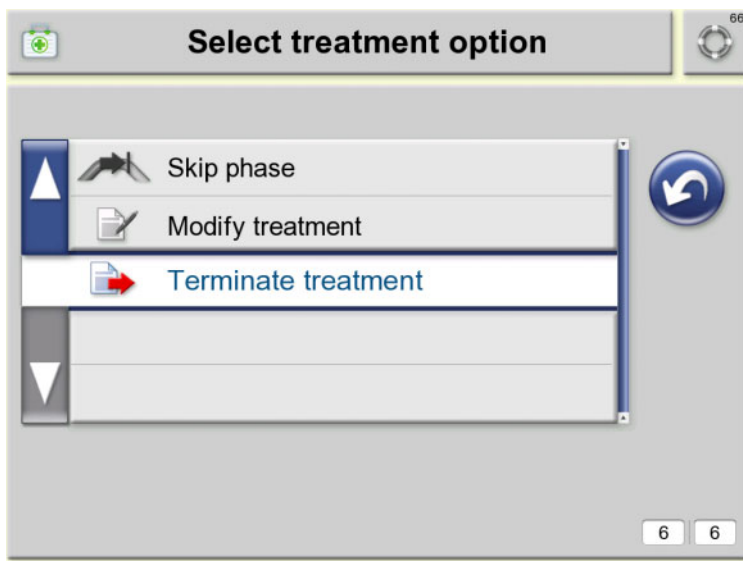 Select treatment option
66
Skip phase
Modify treatment
Terminate treatment
6 6